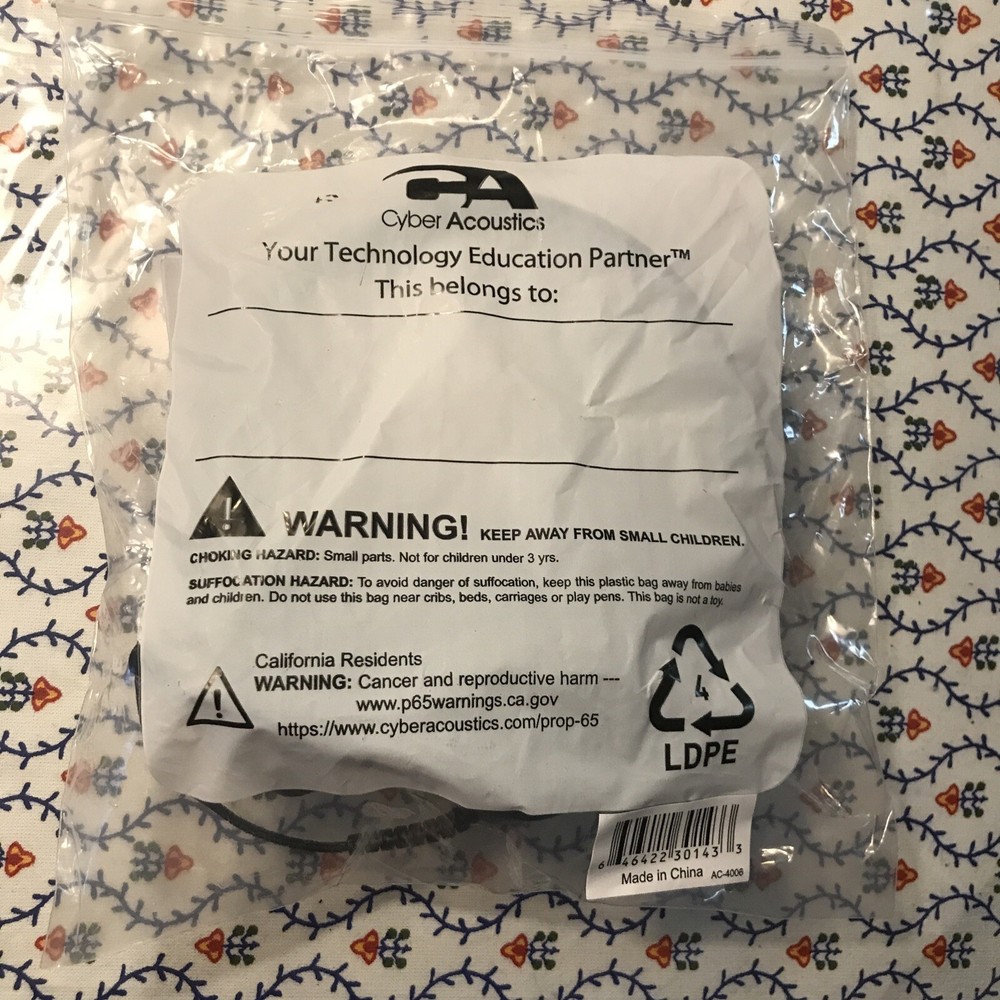 CA
Cyber Acoustics
Your Technology Education Partner™
This belongs to:
WARNING! KEEP AWAY FROM SMALL CHILDREN.
CHOKING HAZARD: Small parts. Not for children under 3 yrs.
SUFFOCATION HAZARD: To avoid danger of suffocation, keep this plastic bag away from babies
and children. Do not use this bag near cribs, beds, carriages or play pens. This bag is not a toy.
California Residents
WARNING: Cancer and reproductive harm ---
www.p65warnings.ca.gov
https://www.cyberacoustics.com/prop-65
4
LDPE
6 46422 30143 3
Made in China AC-4006